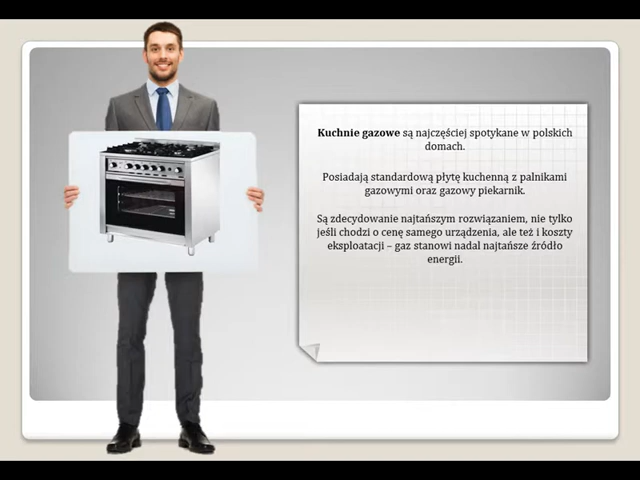 Kuchnie gazowe są najczęściej spotykane w polskich
domach.
Posiadają standardową płytę kuchenną z palnikami
gazowymi oraz gazowy piekarnik.
Są zdecydowanie najtańszym rozwiązaniem, nie tylko
jeśli chodzi o cenę samego urządzenia, ale też i koszty
eksploatacji – gaz stanowi nadal najtańsze źródło
energii.